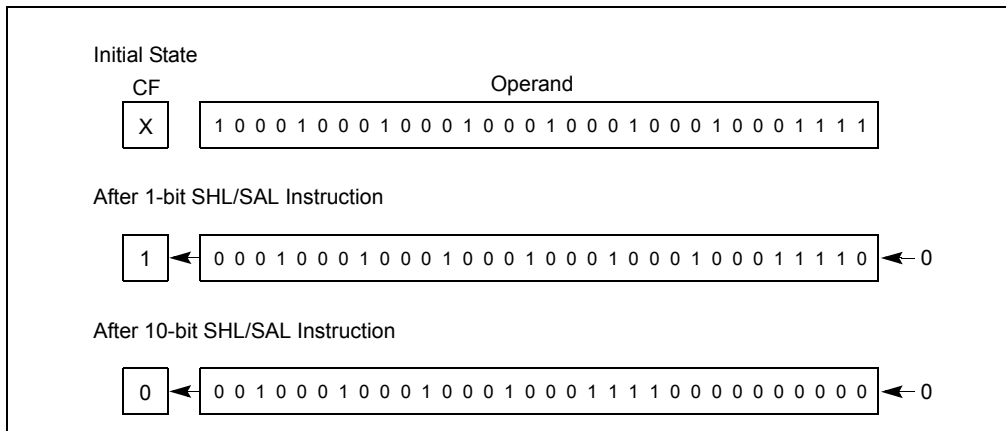 Initial State
CF Operand
X 1 0 0 0 1 0 0 0 1 0 0 0 1 0 0 0 1 0 0 0 1 0 0 0 1 0 0 0 1 1 1 1
After 1-bit SHL/SAL Instruction
1 0 0 0 1 0 0 0 1 0 0 0 1 0 0 0 1 0 0 0 1 0 0 0 1 0 0 0 1 1 1 1 0 0
After 10-bit SHL/SAL Instruction
0 0 0 1 0 0 0 1 0 0 0 1 0 0 0 1 0 0 0 1 1 1 1 0 0 0 0 0 0 0 0 0 0 0